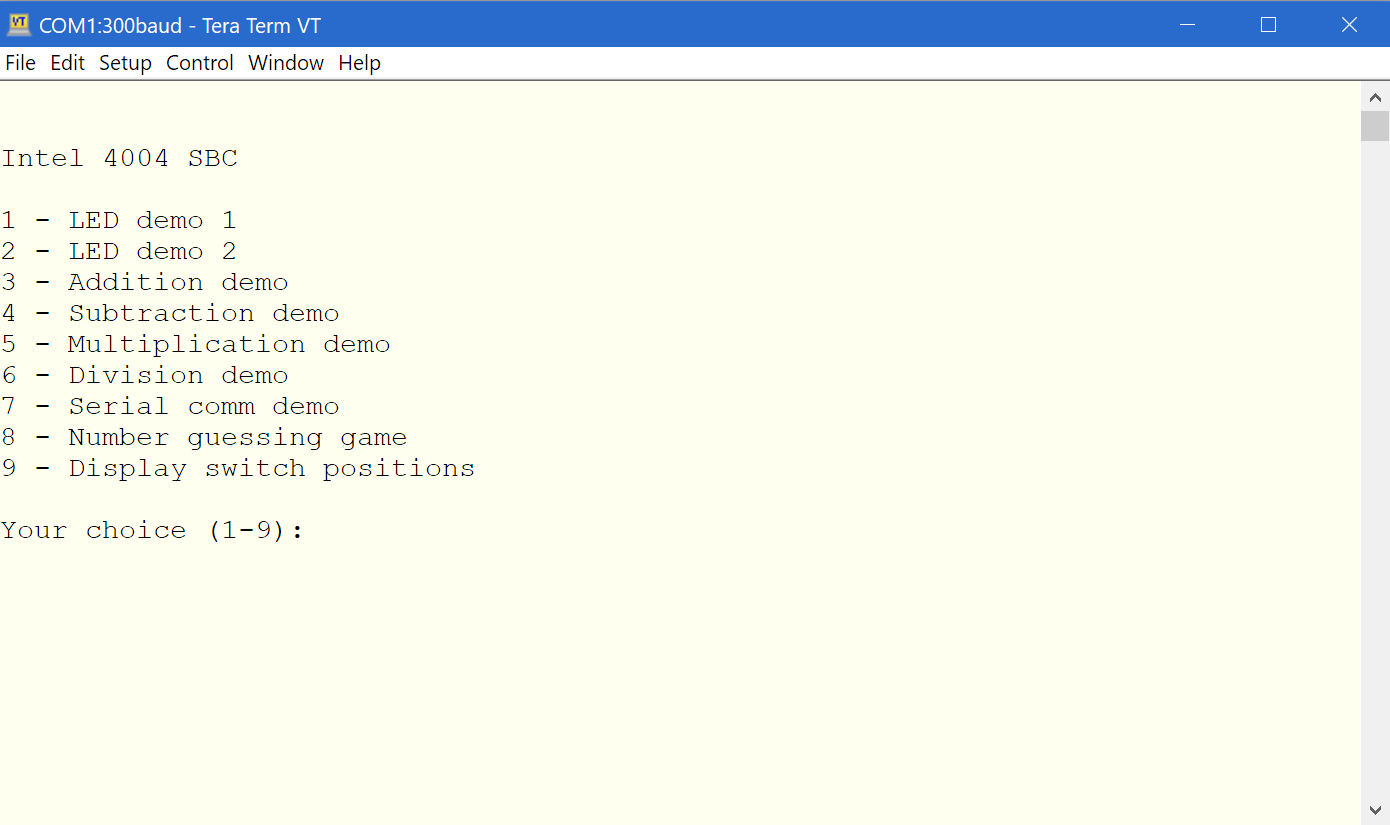 COM1:300baud - Tera Term VT
File Edit Setup Control Window Help
Intel 4004 SBC
1 - LED demo 1
2 - LED demo 2
3 - Addition demo
4 - Subtraction demo
5 - Multiplication demo
6 - Division demo
7 - Serial comm demo
8 - Number guessing game
9 - Display switch positions
Your choice (1-9):